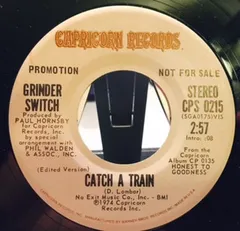 CAPRICORN RECORDS
PROMOTION
NOT FOR SALE
GRINDER
SWITCH
Produced by
PAUL HORNSBY
for Capricorn
Records, Inc.
by special
arrangement with
PHIL WALDEN
& ASSOC., INC.
STEREO
CPS 0215
(SGA0175)
2:57
Intro: :08
From the
Capricorn
Album CP 0135
HONEST TO
GOODNESS
(Edited Version)
CATCH A TRAIN
(D. Lambar)
No Exit Music Co., Inc. - BMI
℗ 1974 Capricorn
Records Inc.